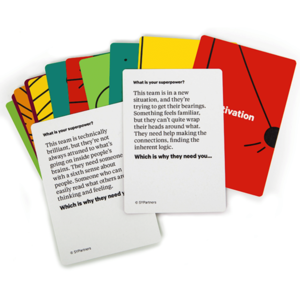 What is your superpower?
This team is technically
brilliant, but they're not
always attuned to what's
going on inside people's
brains. They need someone
with a sixth sense about
people. Someone who can
easily read what others are
thinking and feeling.
Which is why they need you...
© SYPartners
What is your superpower?
This team is in a new
situation, and they're
trying to get their bearings.
Something feels familiar,
but they can't quite wrap
their heads around what.
They need help making the
connections, finding the
inherent logic.
Which is why they need you...
© SYPartners
tivation